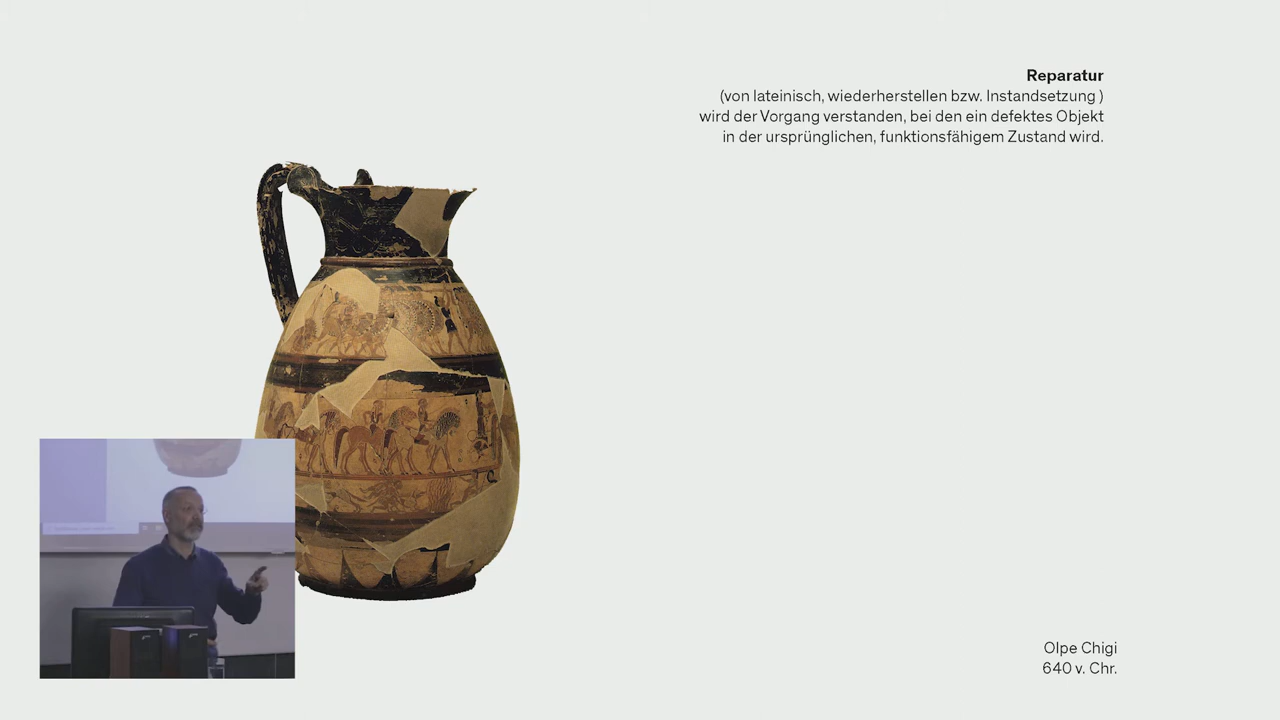 Reparatur
(von lateinisch, wiederherstellen bzw. Instandsetzung )
wird der Vorgang verstanden, bei den ein defektes Objekt
in der ursprünglichen, funktionsfähigem Zustand wird.
Olpe Chigi
640 v. Chr.